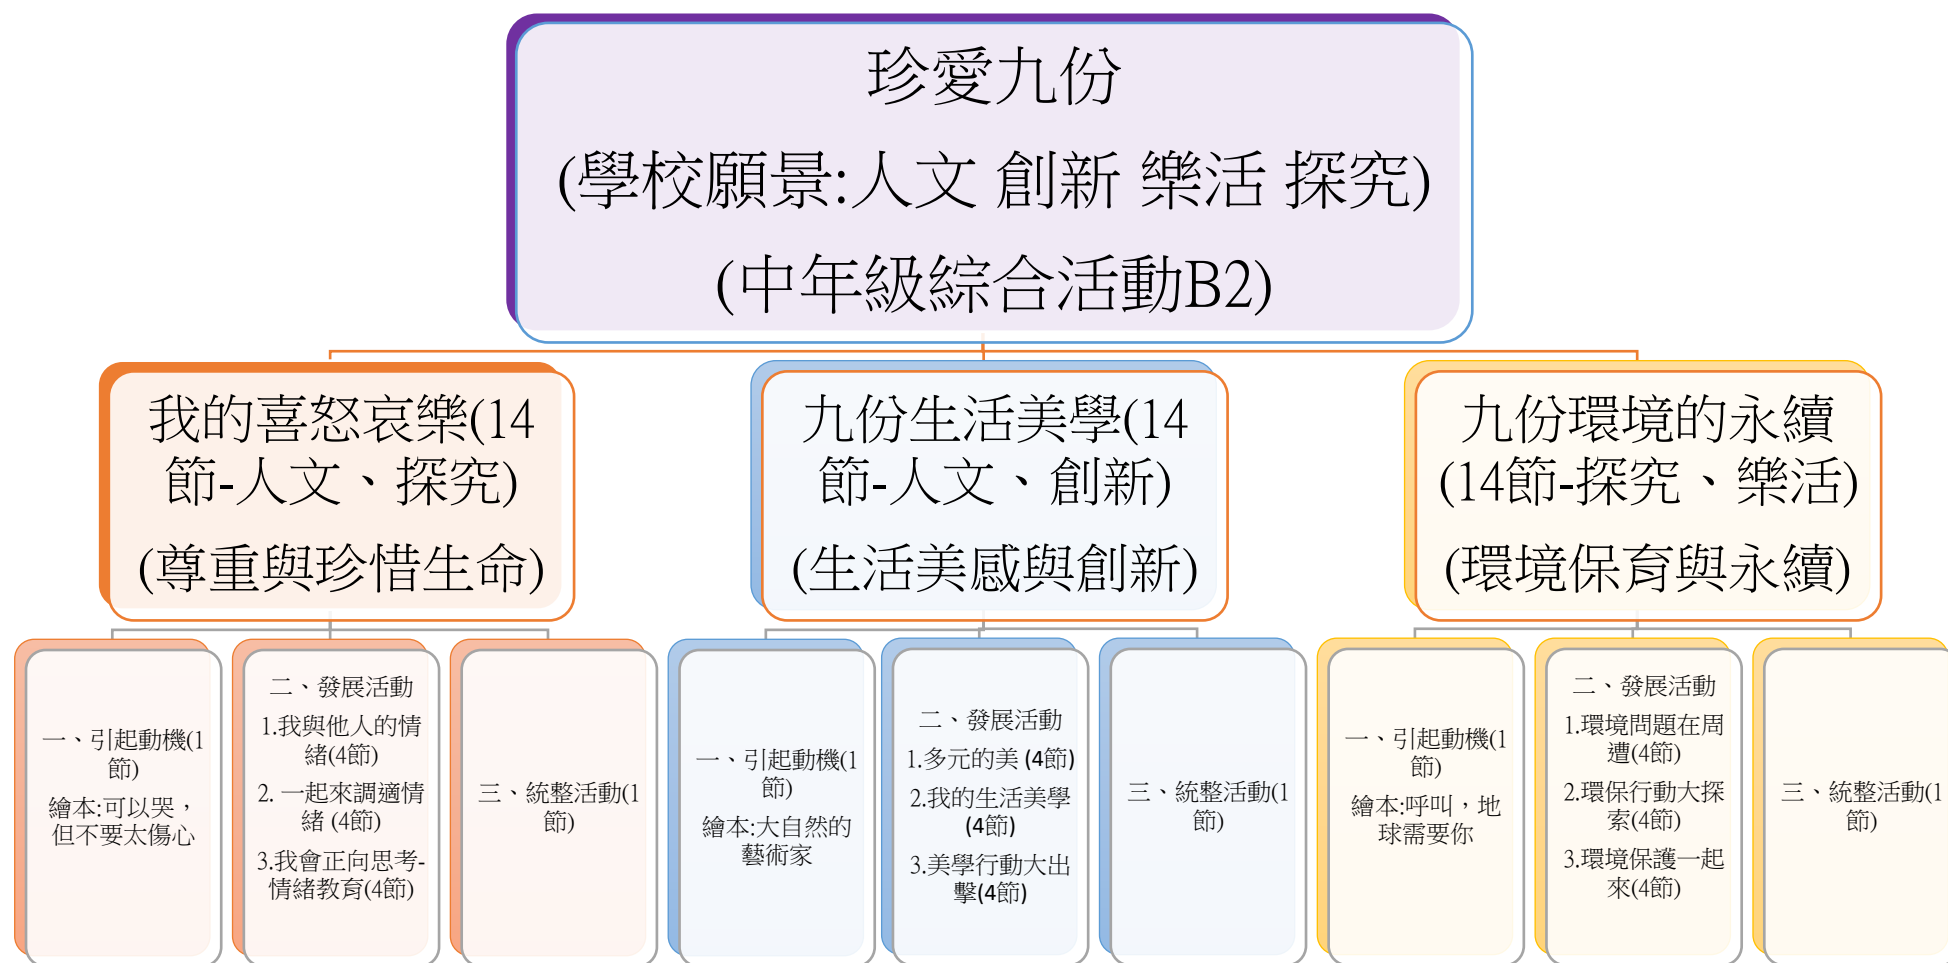 珍愛九份
(學校願景:人文 創新 樂活 探究)
(中年級綜合活動B2)
我的喜怒哀樂(14
節-人文、探究)
(尊重與珍惜生命)
九份生活美學(14
節-人文、創新)
(生活美感與創新)
九份環境的永續
(14節-探究、樂活)
(環境保育與永續)
一、引起動機(1
節)
繪本:可以哭，
但不要太傷心
二、發展活動
1.我與他人的情
緒(4節)
2. 一起來調適情
緒 (4節)
3.我會正向思考-
情緒教育(4節)
三、統整活動(1
節)
一、引起動機(1
節)
繪本:大自然的
藝術家
二、發展活動
1.多元的美 (4節)
2.我的生活美學
(4節)
3.美學行動大出
擊(4節)
三、統整活動(1
節)
一、引起動機(1
節)
繪本:呼叫，地
球需要你
二、發展活動
1.環境問題在周
遭(4節)
2.環保行動大探
索(4節)
3.環境保護一起
來(4節)
三、統整活動(1
節)